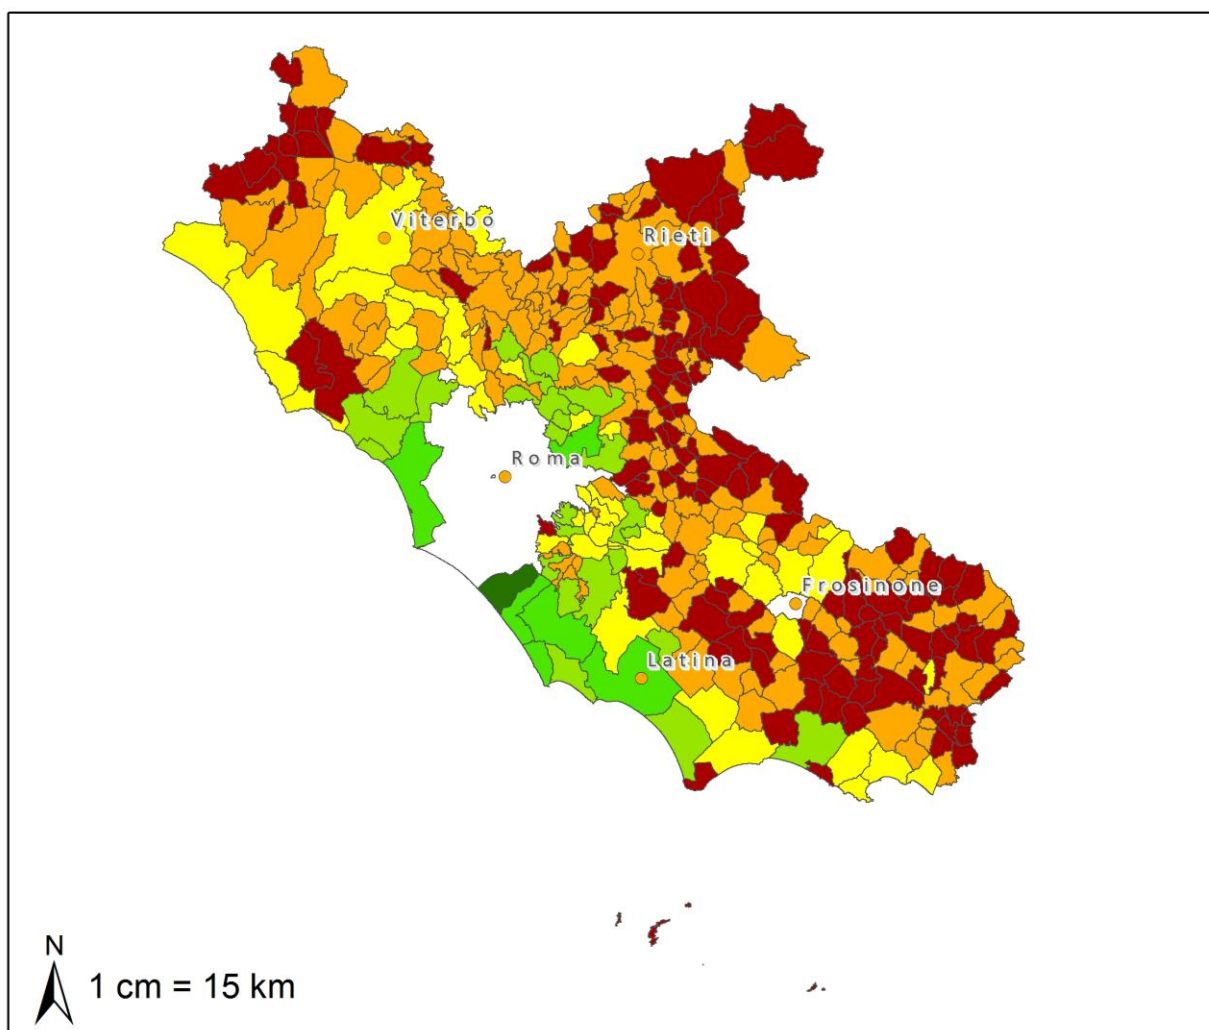 Viterbo
Rieti
Roma
Frosinone
Latina
N
1 cm = 15 km